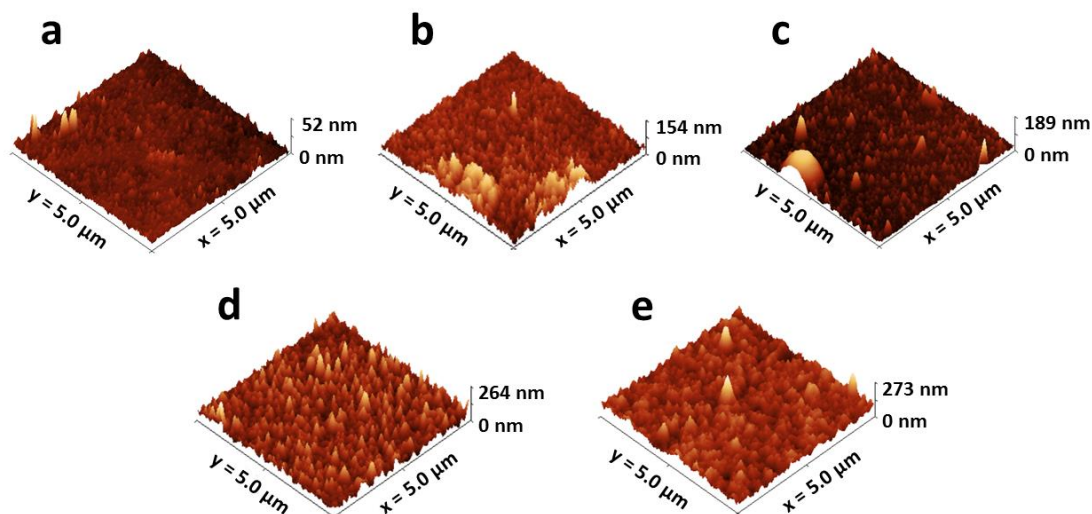 a
52 nm
0 nm
y = 5.0 µm
x = 5.0 µm
b
154 nm
0 nm
y = 5.0 µm
x = 5.0 µm
c
189 nm
0 nm
y = 5.0 µm
x = 5.0 µm
d
264 nm
0 nm
y = 5.0 µm
x = 5.0 µm
e
273 nm
0 nm
y = 5.0 µm
x = 5.0 µm